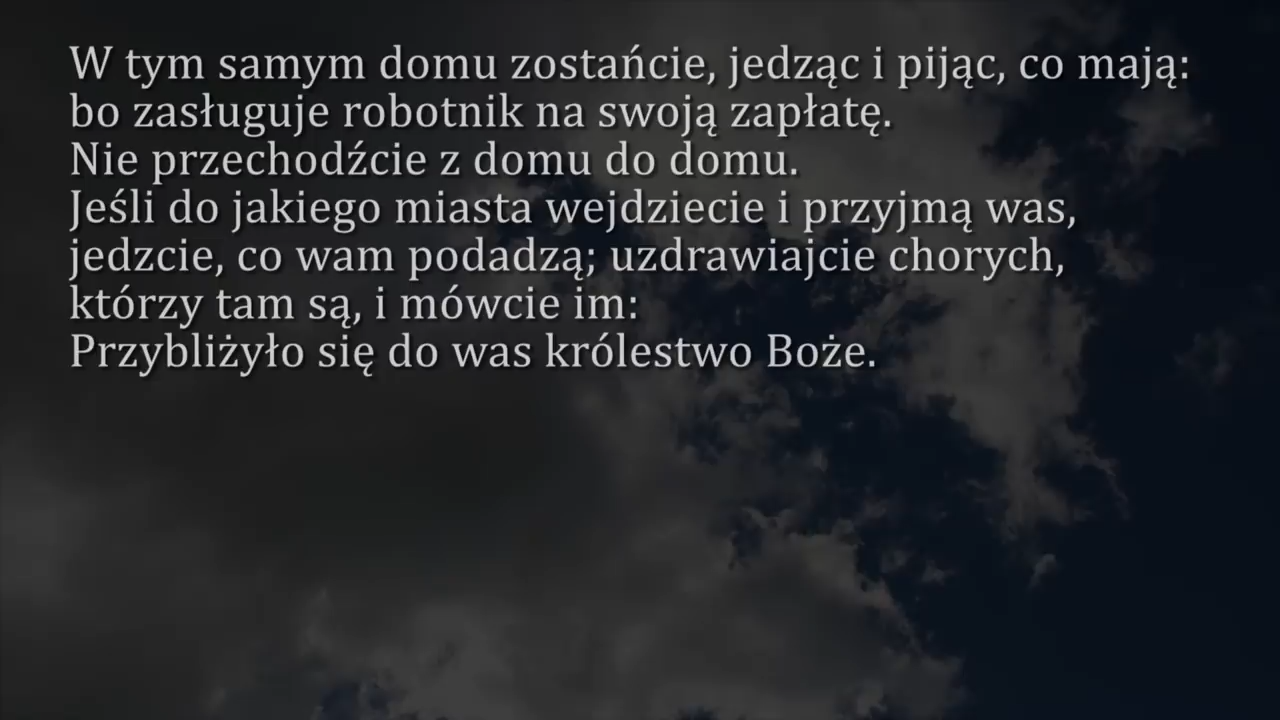 W tym samym domu zostańcie, jedząc i pijąc, co mają:
bo zasługuje robotnik na swoją zapłatę.
Nie przechodźcie z domu do domu.
Jeśli do jakiego miasta wejdziecie i przyjmą was,
jedzcie, co wam podadzą; uzdrawiajcie chorych,
którzy tam są, i mówcie im:
Przybliżyło się do was królestwo Boże.